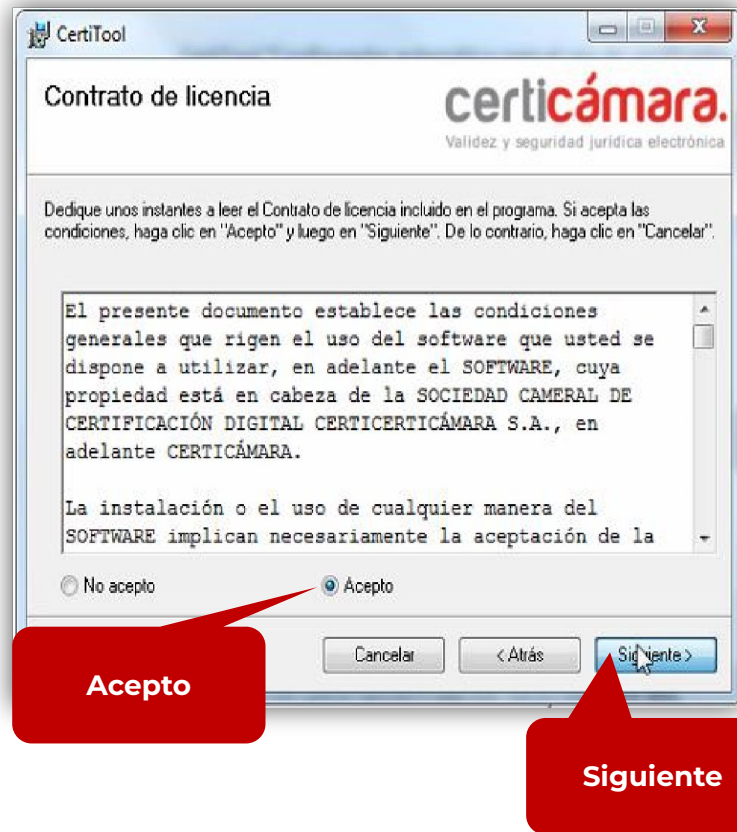 CertiTool
Contrato de licencia
certicámara.
Validez y seguridad jurídica electrónica
Dedique unos instantes a leer el Contrato de licencia incluido en el programa. Si acepta las
condiciones, haga clic en "Acepto" y luego en "Siguiente". De lo contrario, haga clic en "Cancelar".
El presente documento establece las condiciones
generales que rigen el uso del software que usted se
dispone a utilizar, en adelante el SOFTWARE, cuya
propiedad está en cabeza de la SOCIEDAD CAMERAL DE
CERTIFICACIÓN DIGITAL CERTICERTICÁMARA S.A., en
adelante CERTICÁMARA.
La instalación o el uso de cualquier manera del
SOFTWARE implican necesariamente la aceptación de la
No acepto
Acepto
Cancelar
< Atrás
Siguiente >
Acepto
Siguiente